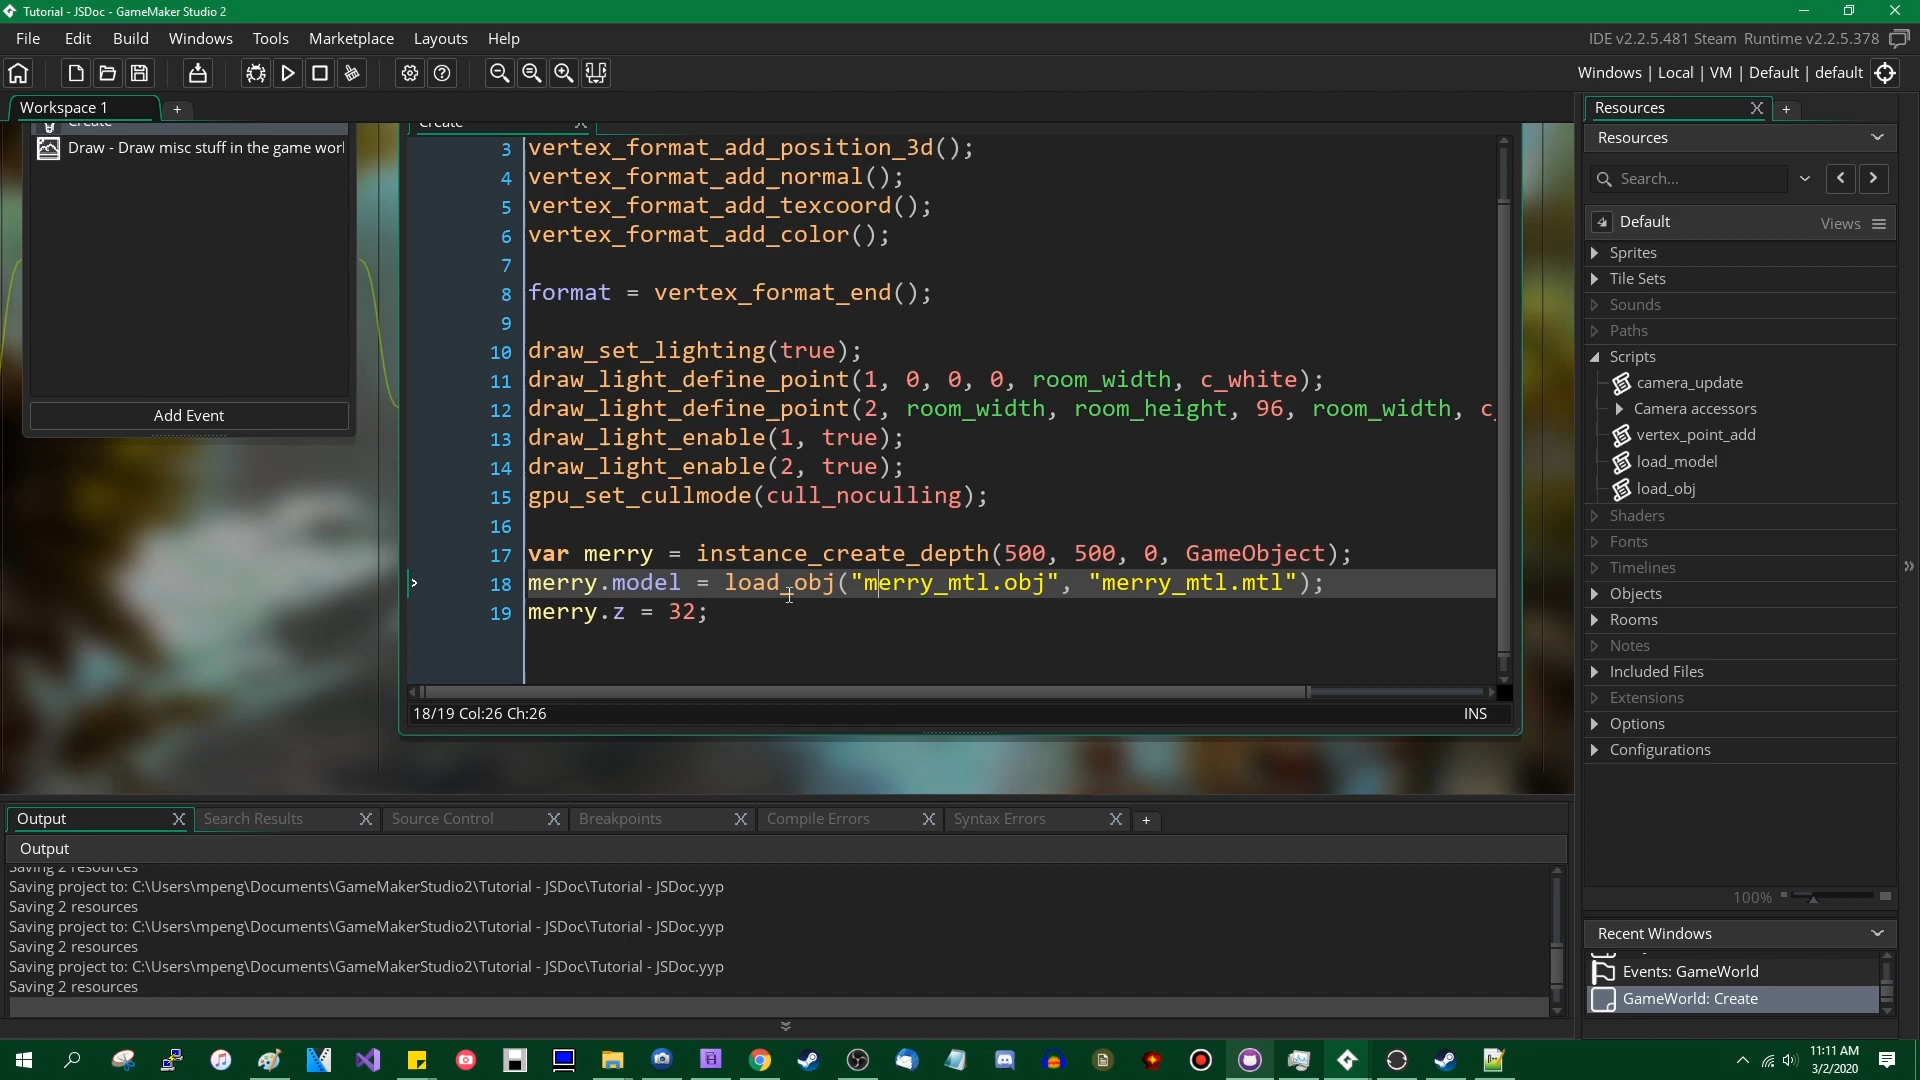 Tutorial - JSDoc - GameMaker Studio 2
File Edit Build Windows Tools Marketplace Layouts Help
IDE v2.2.5.481 Steam Runtime v2.2.5.378
Windows | Local | VM | Default | default
Workspace 1
Create
Draw - Draw misc stuff in the game worl
Add Event
Create
3 vertex_format_add_position_3d();
4 vertex_format_add_normal();
5 vertex_format_add_texcoord();
6 vertex_format_add_color();
7
8 format = vertex_format_end();
9
10 draw_set_lighting(true);
11 draw_light_define_point(1, 0, 0, 0, room_width, c_white);
12 draw_light_define_point(2, room_width, room_height, 96, room_width, c_
13 draw_light_enable(1, true);
14 draw_light_enable(2, true);
15 gpu_set_cullmode(cull_noculling);
16
17 var merry = instance_create_depth(500, 500, 0, GameObject);
18 merry.model = load_obj("merry_mtl.obj", "merry_mtl.mtl");
19 merry.z = 32;
18/19 Col:26 Ch:26
INS
Resources
Resources
Search...
Default
Views
Sprites
Tile Sets
Sounds
Paths
Scripts
camera_update
Camera accessors
vertex_point_add
load_model
load_obj
Shaders
Fonts
Timelines
Objects
Rooms
Notes
Included Files
Extensions
Options
Configurations
100%
Recent Windows
Events: GameWorld
GameWorld: Create
Output Search Results Source Control Breakpoints Compile Errors Syntax Errors
Output
Saving 2 resources
Saving project to: C:\Users\mpeng\Documents\GameMakerStudio2\Tutorial - JSDoc\Tutorial - JSDoc.yyp
Saving 2 resources
Saving project to: C:\Users\mpeng\Documents\GameMakerStudio2\Tutorial - JSDoc\Tutorial - JSDoc.yyp
Saving 2 resources
Saving project to: C:\Users\mpeng\Documents\GameMakerStudio2\Tutorial - JSDoc\Tutorial - JSDoc.yyp
Saving 2 resources
11:11 AM
3/2/2020